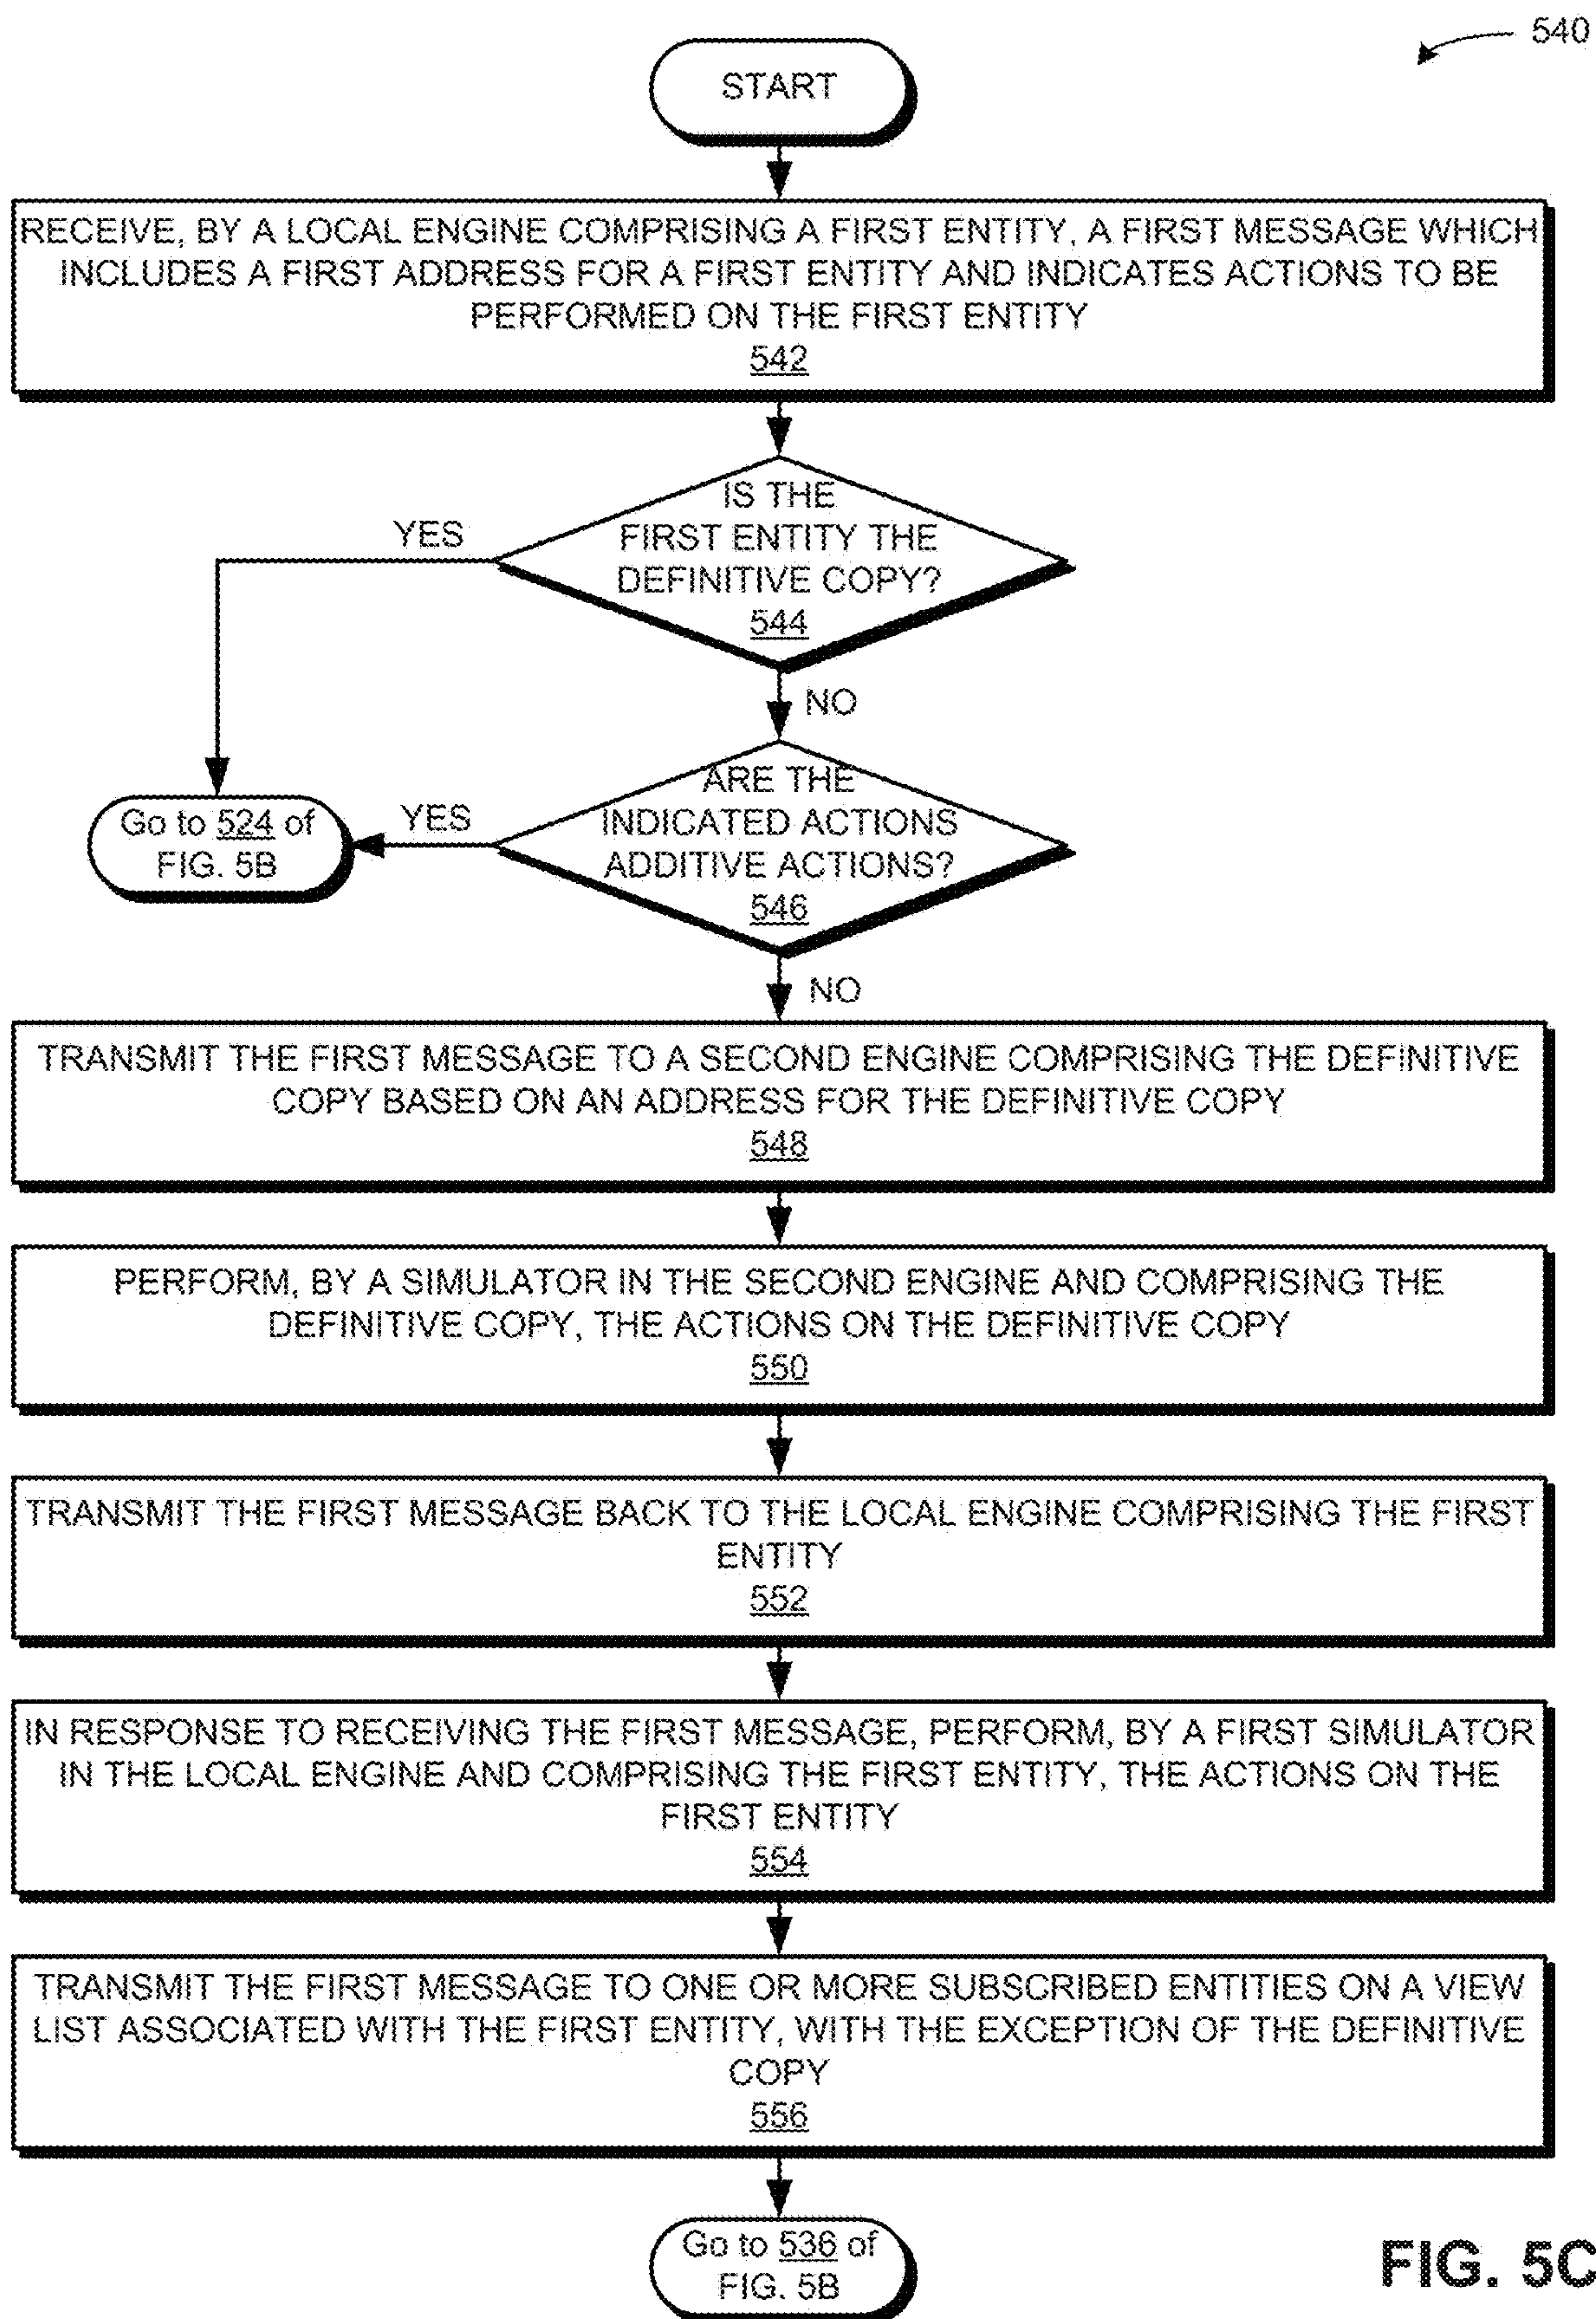 540
START
RECEIVE, BY A LOCAL ENGINE COMPRISING A FIRST ENTITY, A FIRST MESSAGE WHICH
INCLUDES A FIRST ADDRESS FOR A FIRST ENTITY AND INDICATES ACTIONS TO BE
PERFORMED ON THE FIRST ENTITY
542
IS THE
FIRST ENTITY THE
DEFINITIVE COPY?
544
YES
NO
ARE THE
INDICATED ACTIONS
ADDITIVE ACTIONS?
546
YES
Go to 524 of
FIG. 5B
NO
TRANSMIT THE FIRST MESSAGE TO A SECOND ENGINE COMPRISING THE DEFINITIVE
COPY BASED ON AN ADDRESS FOR THE DEFINITIVE COPY
548
PERFORM, BY A SIMULATOR IN THE SECOND ENGINE AND COMPRISING THE
DEFINITIVE COPY, THE ACTIONS ON THE DEFINITIVE COPY
550
TRANSMIT THE FIRST MESSAGE BACK TO THE LOCAL ENGINE COMPRISING THE FIRST
ENTITY
552
IN RESPONSE TO RECEIVING THE FIRST MESSAGE, PERFORM, BY A FIRST SIMULATOR
IN THE LOCAL ENGINE AND COMPRISING THE FIRST ENTITY, THE ACTIONS ON THE
FIRST ENTITY
554
TRANSMIT THE FIRST MESSAGE TO ONE OR MORE SUBSCRIBED ENTITIES ON A VIEW
LIST ASSOCIATED WITH THE FIRST ENTITY, WITH THE EXCEPTION OF THE DEFINITIVE
COPY
556
Go to 536 of
FIG. 5B
FIG. 5C